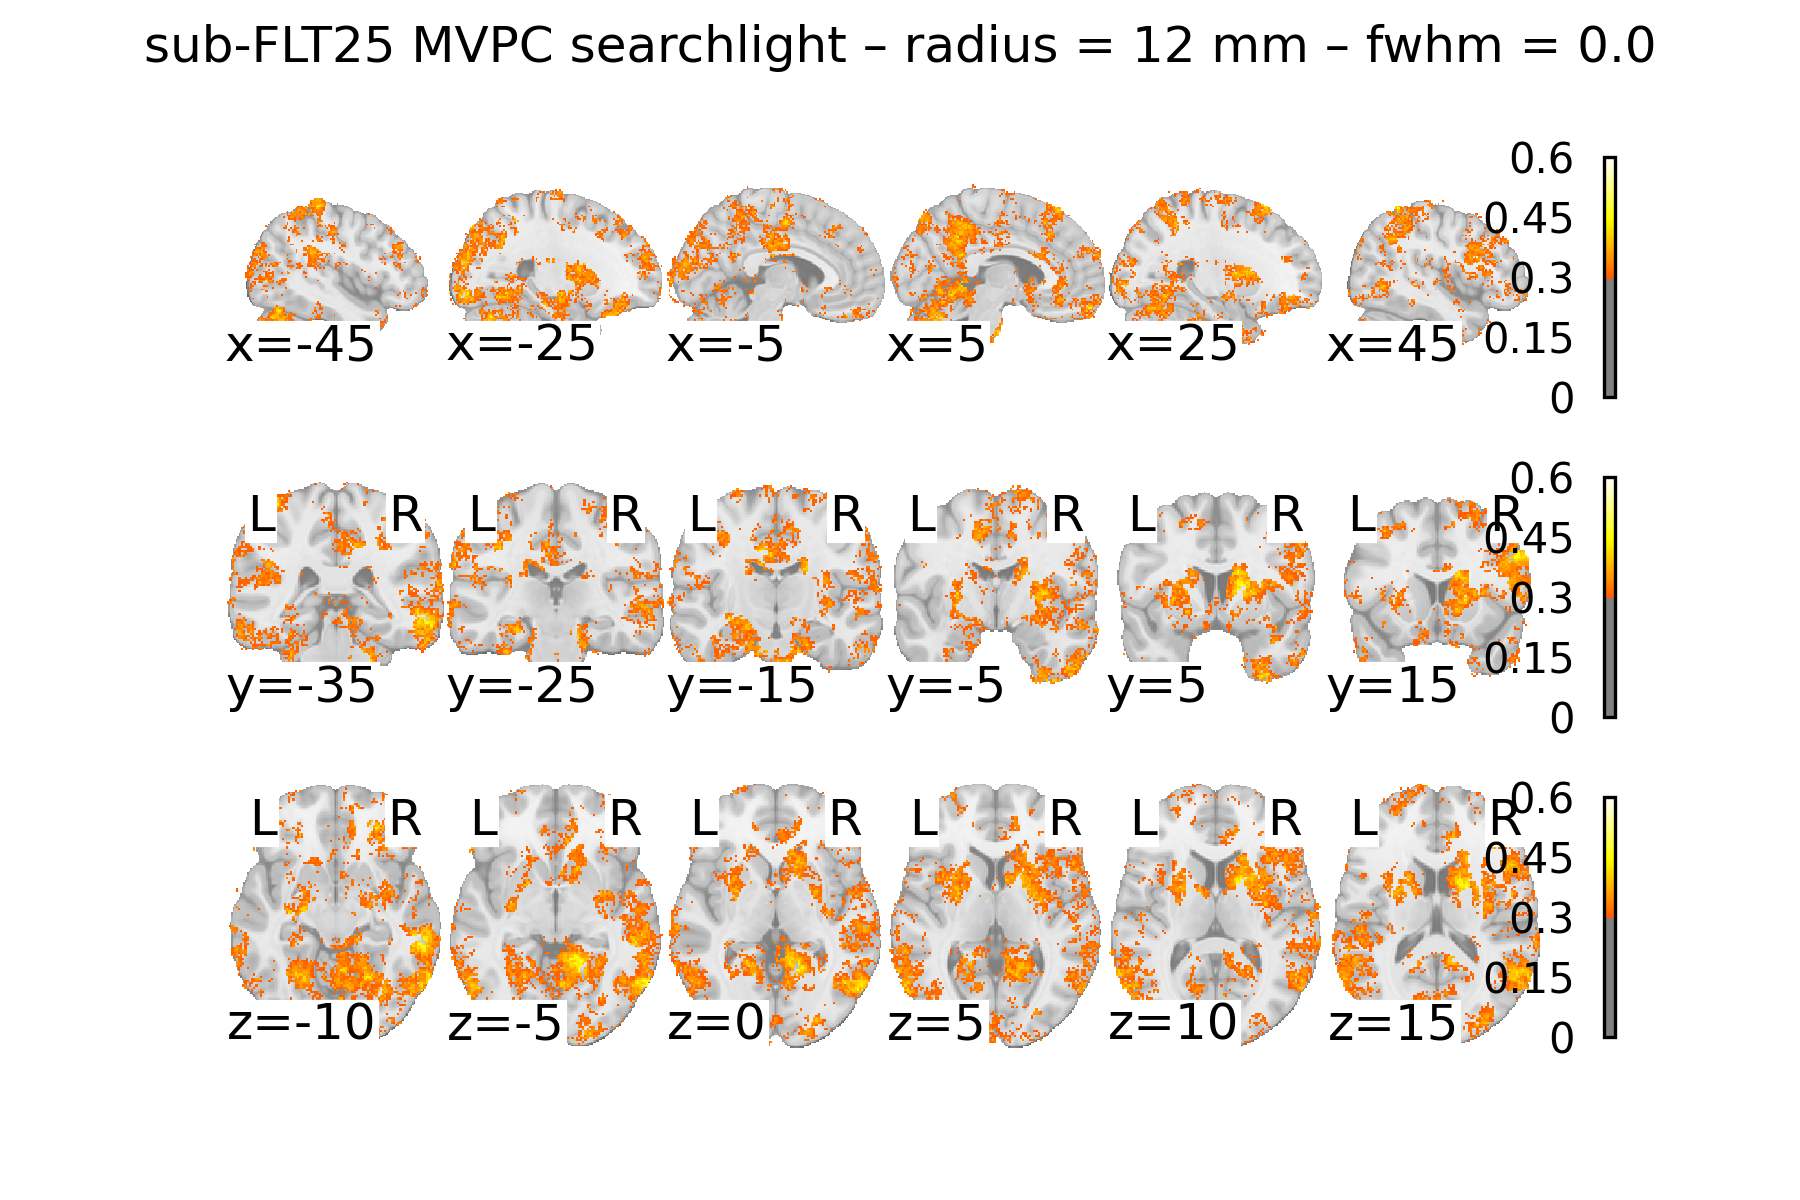 sub-FLT25 MVPC searchlight – radius = 12 mm – fwhm = 0.0
0.6
0.45
0.3
0.15
0
x=-45 x=-25 x=-5 x=5 x=25 x=45
L R L R L R L R L R L R
0.6
0.45
0.3
0.15
0
y=-35 y=-25 y=-15 y=-5 y=5 y=15
L R L R L R L R L R L R
0.6
0.45
0.3
0.15
0
z=-10 z=-5 z=0 z=5 z=10 z=15